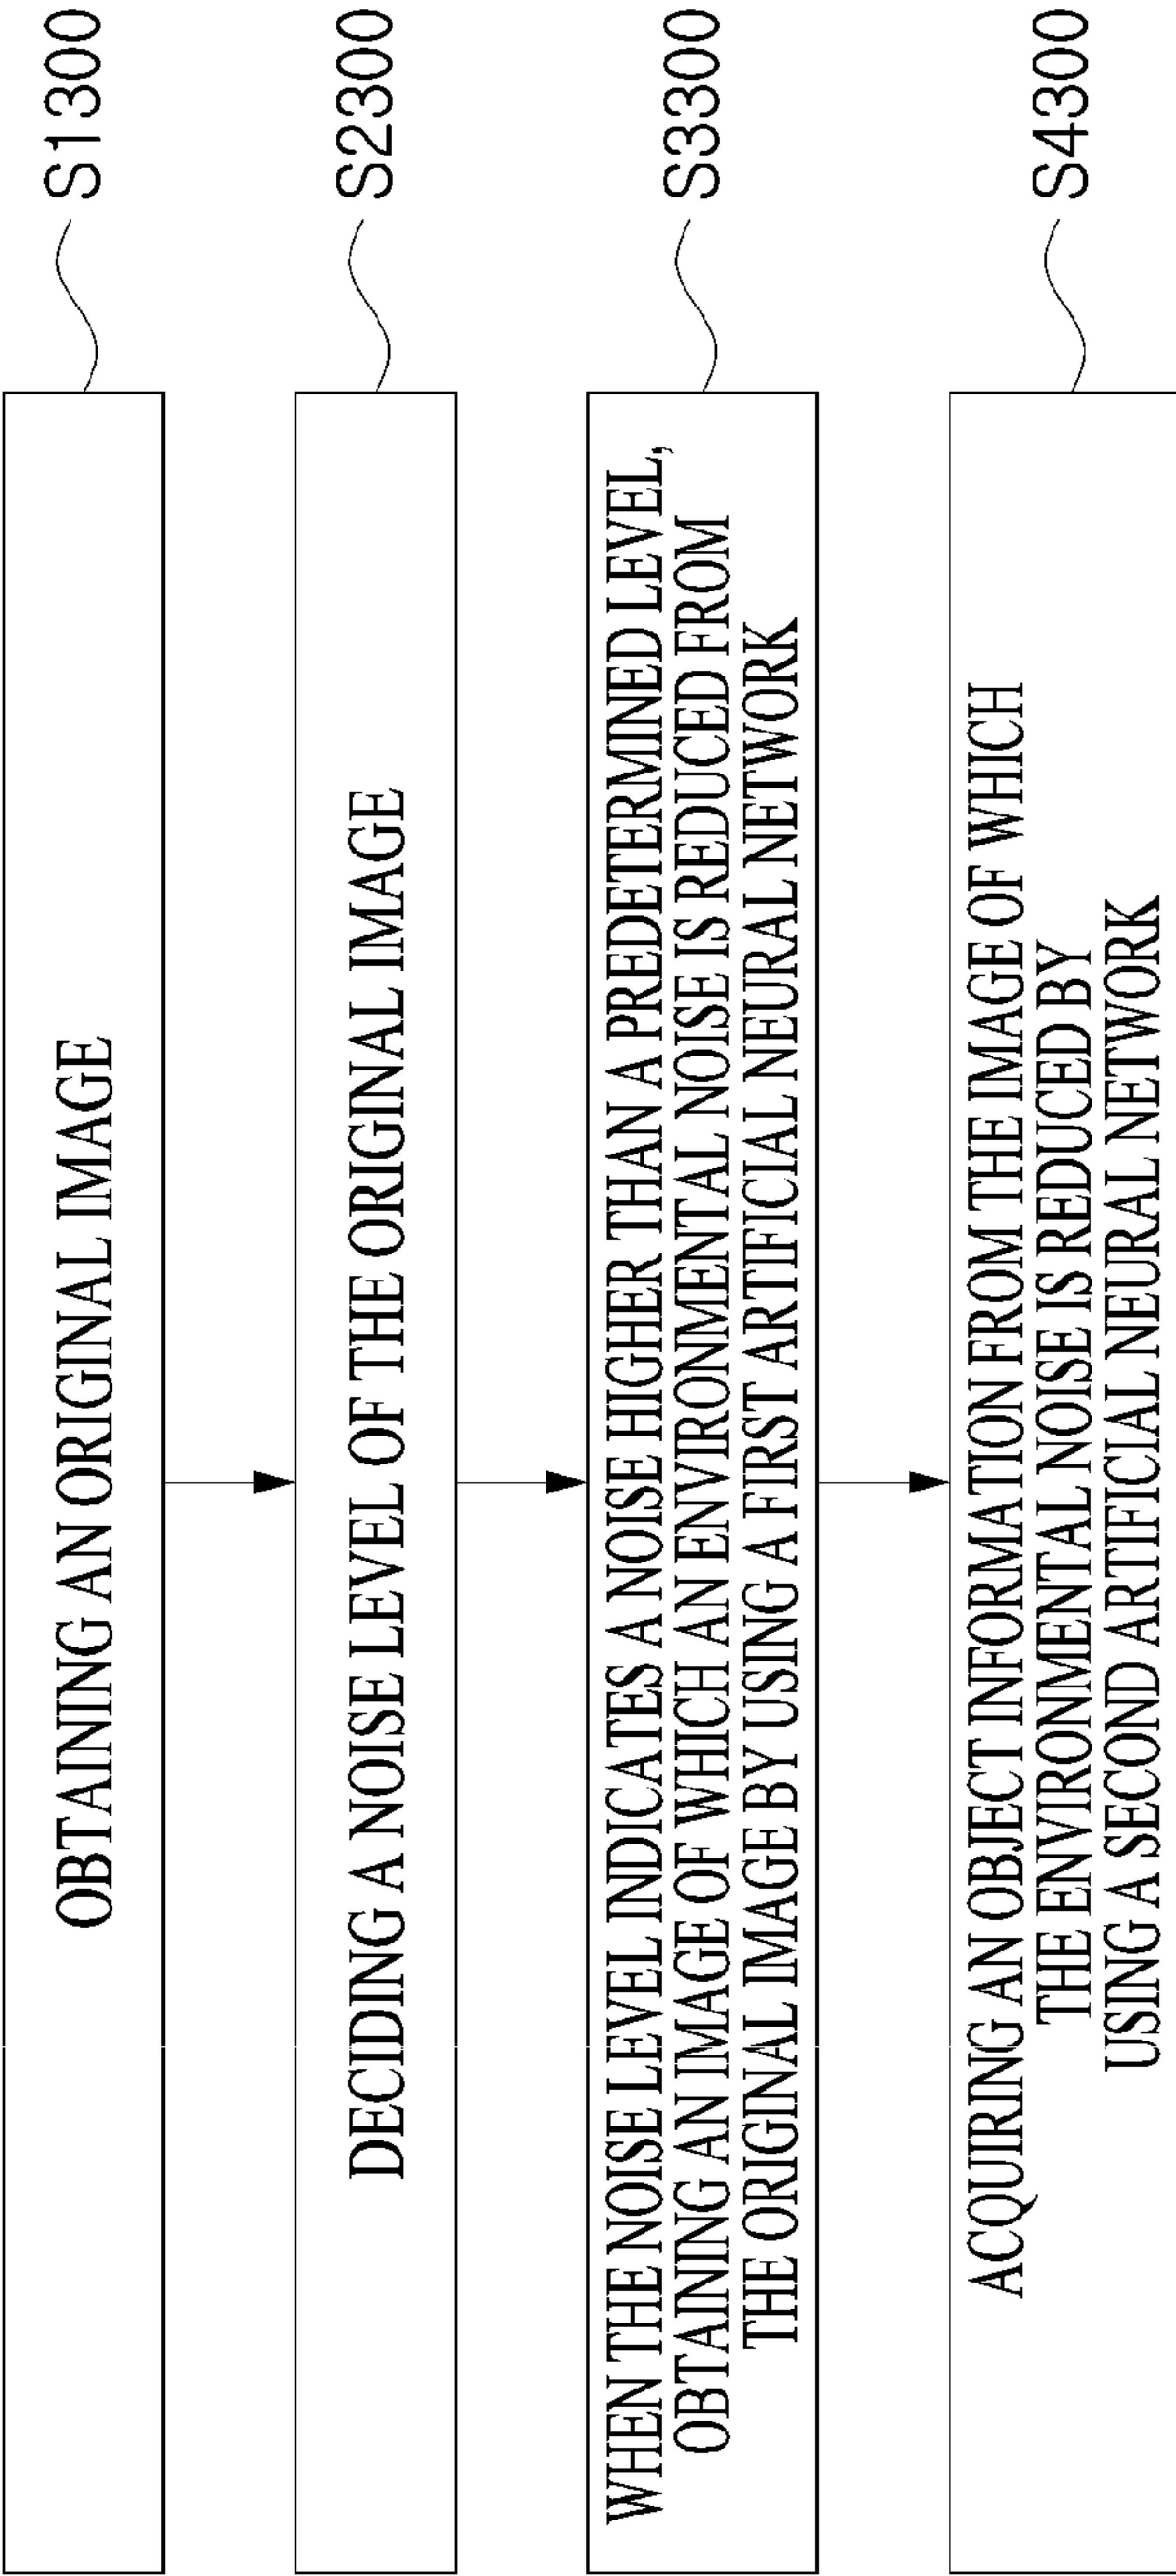 OBTAINING AN ORIGINAL IMAGE
S1300
DECIDING A NOISE LEVEL OF THE ORIGINAL IMAGE
S2300
WHEN THE NOISE LEVEL INDICATES A NOISE HIGHER THAN A PREDETERMINED LEVEL,
OBTAINING AN IMAGE OF WHICH AN ENVIRONMENTAL NOISE IS REDUCED FROM
THE ORIGINAL IMAGE BY USING A FIRST ARTIFICIAL NEURAL NETWORK
S3300
ACQUIRING AN OBJECT INFORMATION FROM THE IMAGE OF WHICH
THE ENVIRONMENTAL NOISE IS REDUCED BY
USING A SECOND ARTIFICIAL NEURAL NETWORK
S4300